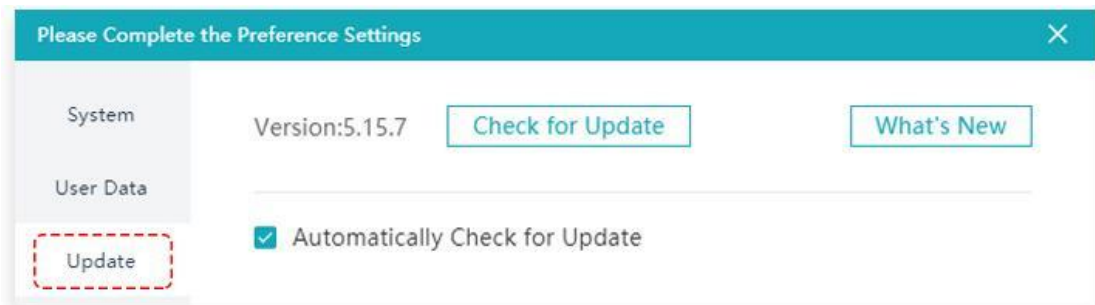 Please Complete the Preference Settings
System
Version:5.15.7
Check for Update
What's New
User Data
Automatically Check for Update
Update